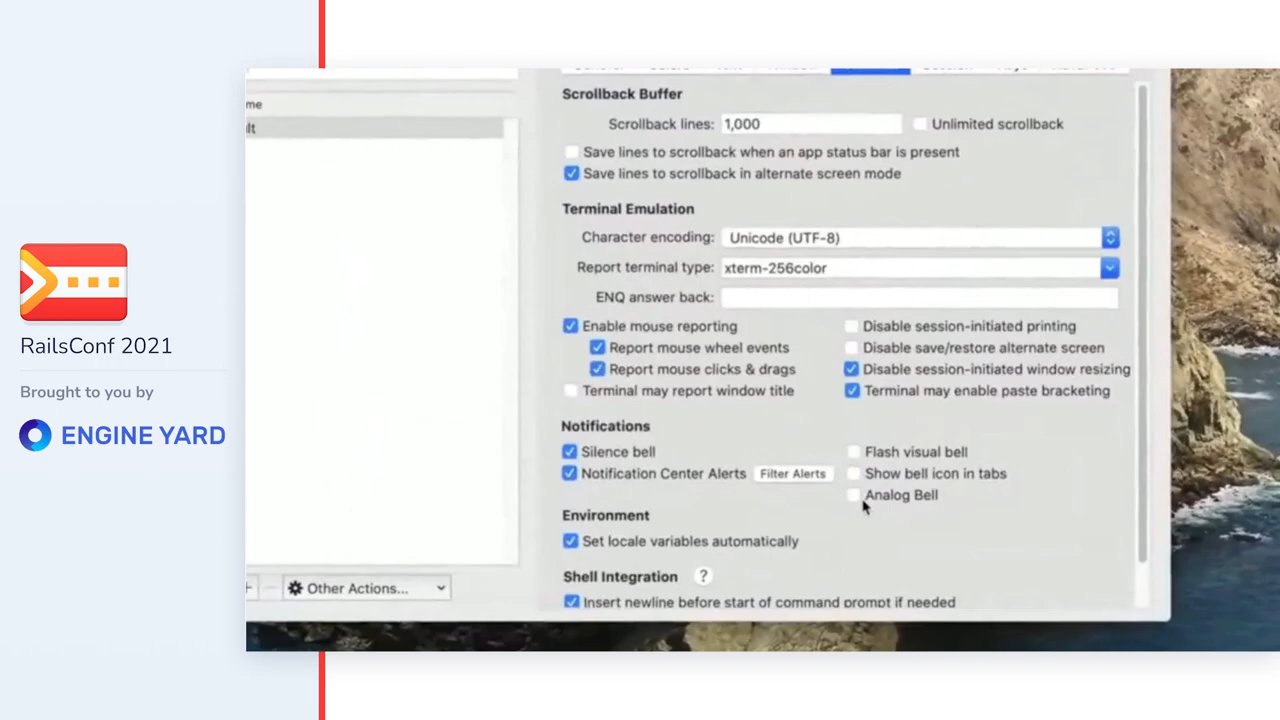 RailsConf 2021
Brought to you by
ENGINE YARD
me
lt
Other Actions...
Scrollback Buffer
Scrollback lines: 1,000 Unlimited scrollback
Save lines to scrollback when an app status bar is present
Save lines to scrollback in alternate screen mode
Terminal Emulation
Character encoding: Unicode (UTF-8)
Report terminal type: xterm-256color
ENQ answer back:
Enable mouse reporting Disable session-initiated printing
Report mouse wheel events Disable save/restore alternate screen
Report mouse clicks & drags Disable session-initiated window resizing
Terminal may report window title Terminal may enable paste bracketing
Notifications
Silence bell Flash visual bell
Notification Center Alerts Filter Alerts Show bell icon in tabs
Analog Bell
Environment
Set locale variables automatically
Shell Integration ?
Insert newline before start of command prompt if needed